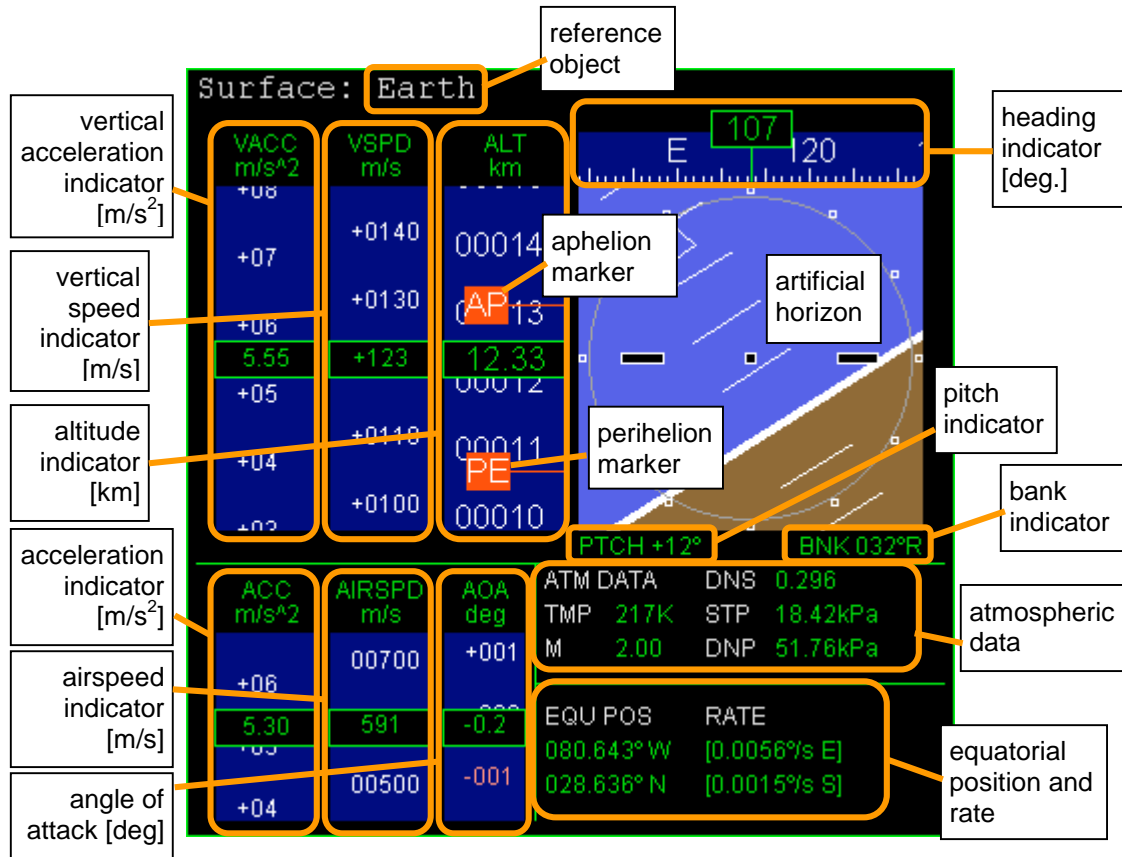 reference
object
Surface: Earth
vertical
acceleration
indicator
[m/s²]
vertical
speed
indicator
[m/s]
altitude
indicator
[km]
acceleration
indicator
[m/s²]
airspeed
indicator
[m/s]
angle of
attack [deg]
VACC
m/s^2
+08
+07
+06
5.55
+05
+04
VSPD
m/s
+0140
+0130
+123
+0110
+0100
ALT
km
00014
AP
13
12.33
00012
00011
PE
00010
aphelion
marker
perihelion
marker
107
E 120
artificial
horizon
PTCH +12° BNK 032°R
heading
indicator
[deg.]
pitch
indicator
bank
indicator
atmospheric
data
equatorial
position and
rate
ACC
m/s^2
+06
5.30
+04
AIRSPD
m/s
00700
591
00500
AOA
deg
+001
-0.2
-001
ATM DATA DNS 0.296
TMP 217K STP 18.42kPa
M 2.00 DNP 51.76kPa
EQU POS RATE
080.643° W [0.0056°/s E]
028.636° N [0.0015°/s S]